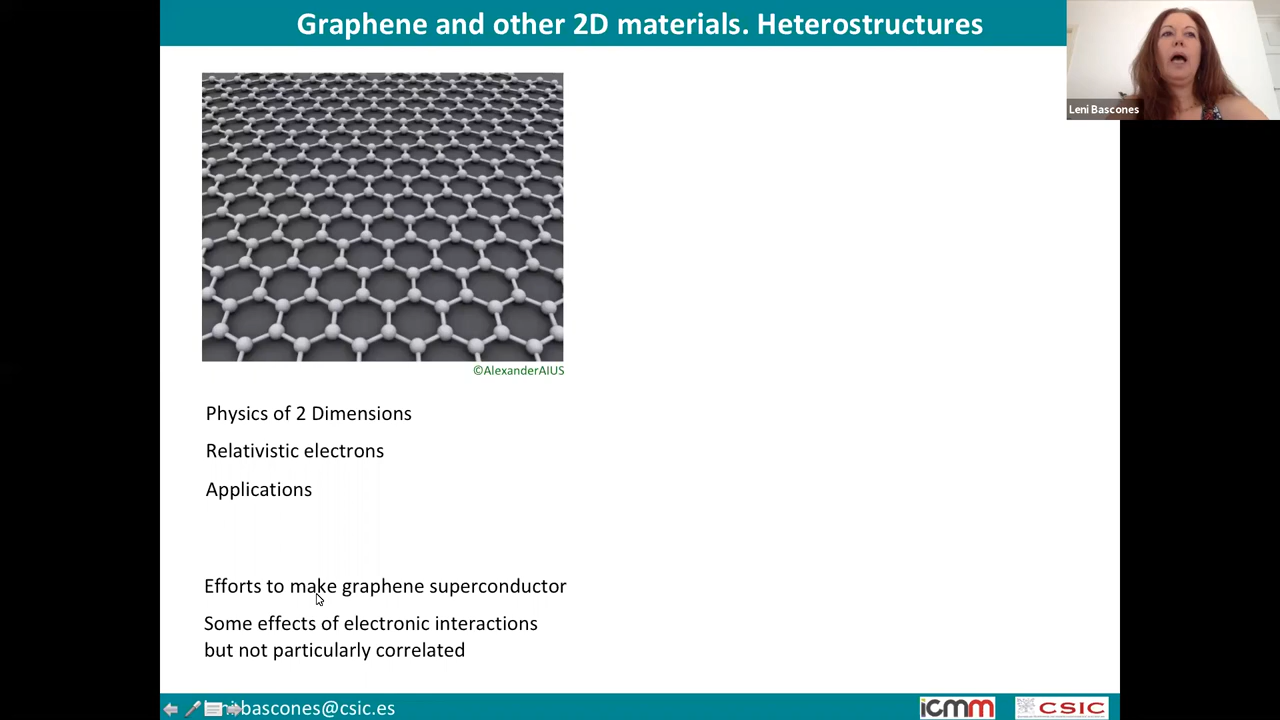 Graphene and other 2D materials. Heterostructures
Leni Bascones
©AlexanderAIUS
Physics of 2 Dimensions
Relativistic electrons
Applications
Efforts to make graphene superconductor
Some effects of electronic interactions
but not particularly correlated
bascones@csic.es
icmm
CSIC